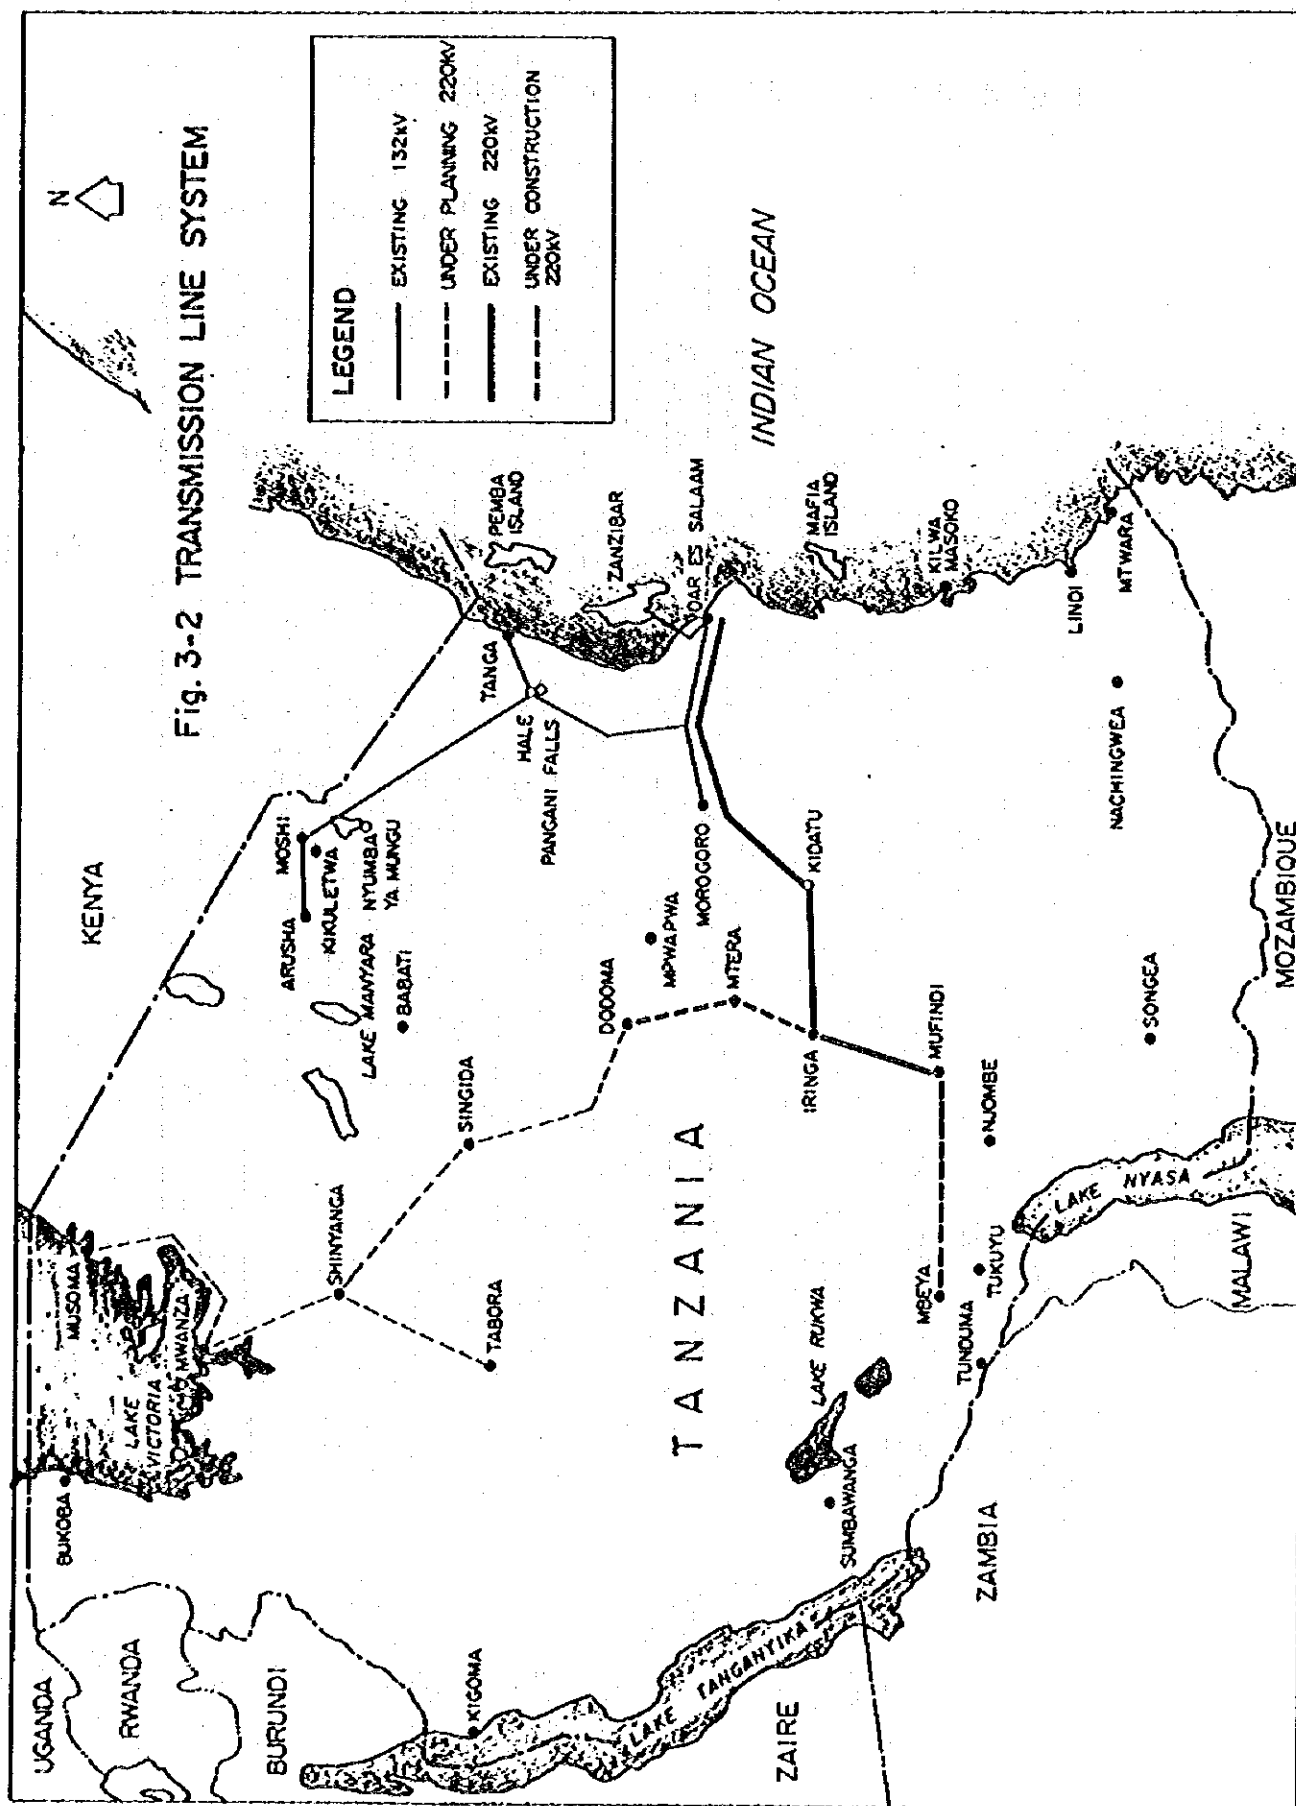 Fig. 3-2 TRANSMISSION LINE SYSTEM
N
LEGEND
EXISTING 132KV
UNDER PLANNING 220KV
EXISTING 220KV
UNDER CONSTRUCTION
220KV
UGANDA
RWANDA
BURUNDI
KENYA
BUKOBA
MUSOMA
LAKE
VICTORIA
MWANZA
SHINYANGA
ARUSHA
MOSHI
KIKULETWA
LAKE MANYARA
NYUMBA
YA MUNGU
BABATI
KIGOMA
TABORA
SINGIDA
TANGA
HALE
PANGANI FALLS
PEMBA
ISLAND
ZANZIBAR
DODOMA
MPWAPWA
MOROGORO
DAR ES SALAAM
MTERA
TANZANIA
INDIAN OCEAN
LAKE TANGANYIKA
ZAIRE
LAKE RUKWA
SUMBAWANGA
IRINGA
KIDATU
MAFIA
ISLAND
MBEYA
MUFINDI
KILWA
MASOKO
TUNDUMA
TUKUYU
NJOMBE
ZAMBIA
LAKE NYASA
LINDI
MTWARA
NACHINGWEA
SONGEA
MALAWI
MOZAMBIQUE